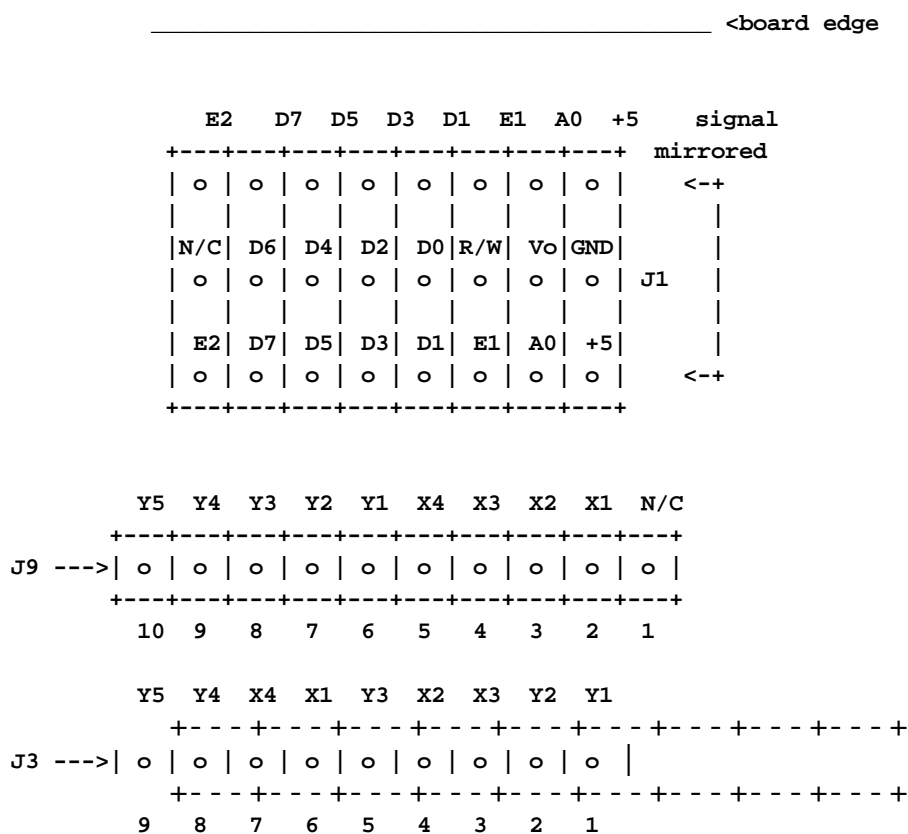 ________________________________________ <board edge
E2 D7 D5 D3 D1 E1 A0 +5 signal
+---+---+---+---+---+---+---+---+ mirrored
| o | o | o | o | o | o | o | o | <-+
| | | | | | | | | |
|N/C| D6| D4| D2| D0|R/W| Vo|GND| |
| o | o | o | o | o | o | o | o | J1 |
| | | | | | | | | |
| E2| D7| D5| D3| D1| E1| A0| +5| |
| o | o | o | o | o | o | o | o | <-+
+---+---+---+---+---+---+---+---+
Y5 Y4 Y3 Y2 Y1 X4 X3 X2 X1 N/C
+---+---+---+---+---+---+---+---+---+---+
J9 --->| o | o | o | o | o | o | o | o | o | o |
+---+---+---+---+---+---+---+---+---+---+
10 9 8 7 6 5 4 3 2 1
Y5 Y4 X4 X1 Y3 X2 X3 Y2 Y1
+---+---+---+---+---+---+---+---+---+
J3 --->| o | o | o | o | o | o | o | o | o |
+---+---+---+---+---+---+---+---+---+
9 8 7 6 5 4 3 2 1